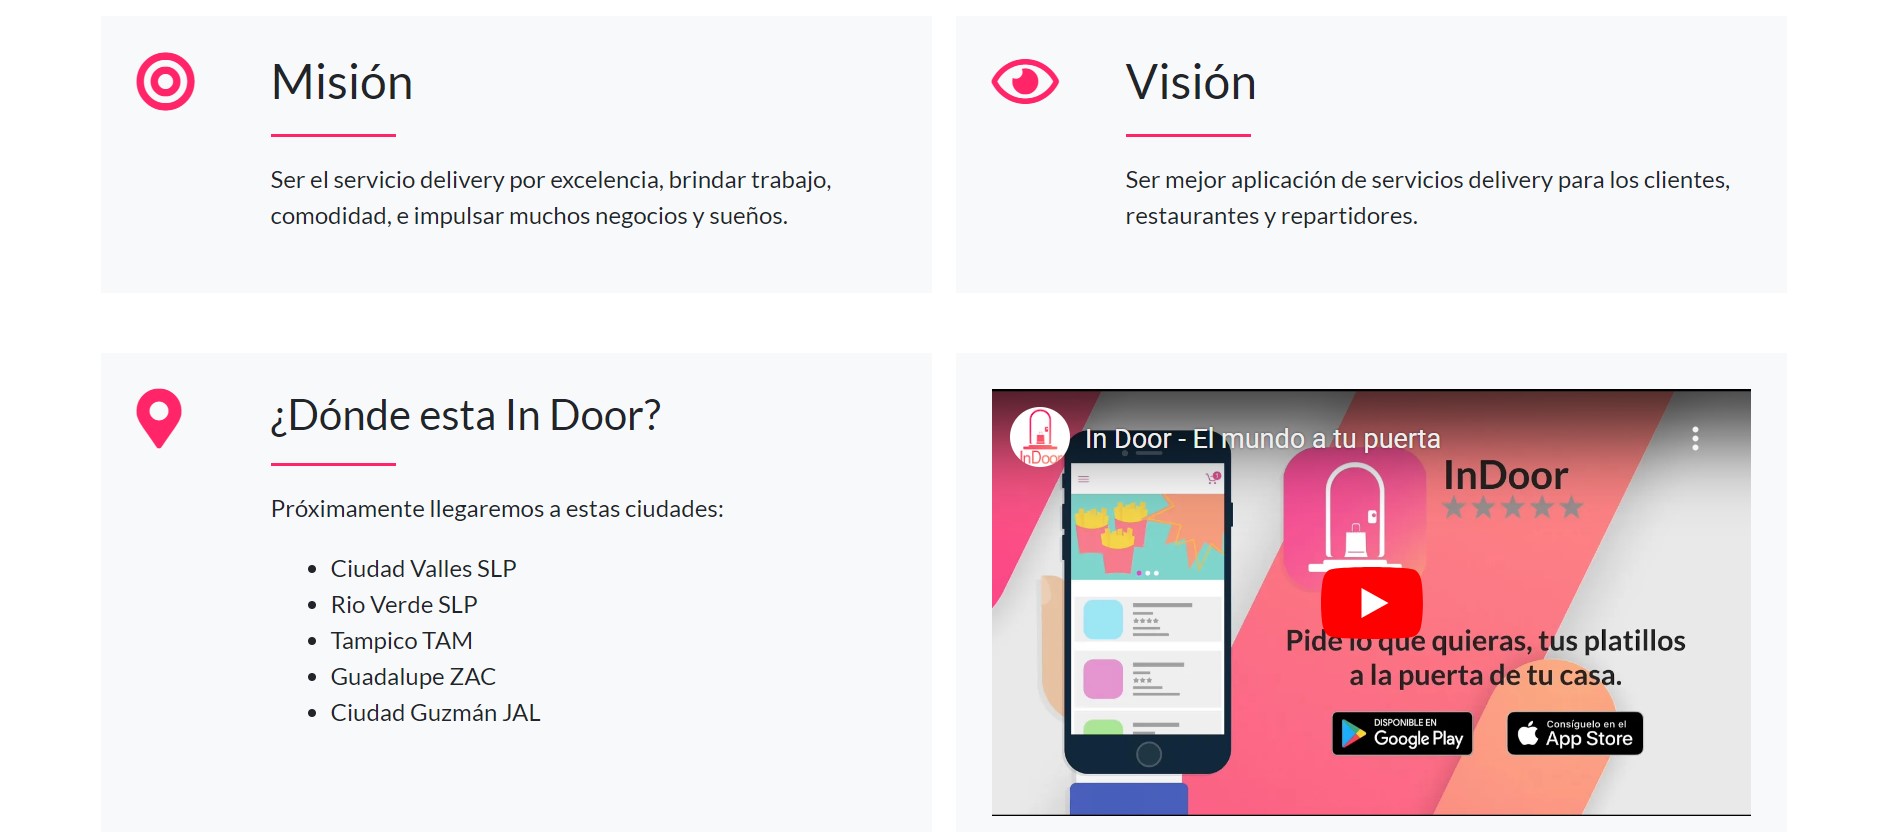 Misión
Ser el servicio delivery por excelencia, brindar trabajo,
comodidad, e impulsar muchos negocios y sueños.
Visión
Ser mejor aplicación de servicios delivery para los clientes,
restaurantes y repartidores.
¿Dónde esta In Door?
Próximamente llegaremos a estas ciudades:
Ciudad Valles SLP
Rio Verde SLP
Tampico TAM
Guadalupe ZAC
Ciudad Guzmán JAL
InDoor
In Door - El mundo a tu puerta
InDoor
Pide lo que quieras, tus platillos
a la puerta de tu casa.
DISPONIBLE EN
Google Play
Consíguelo en el
App Store